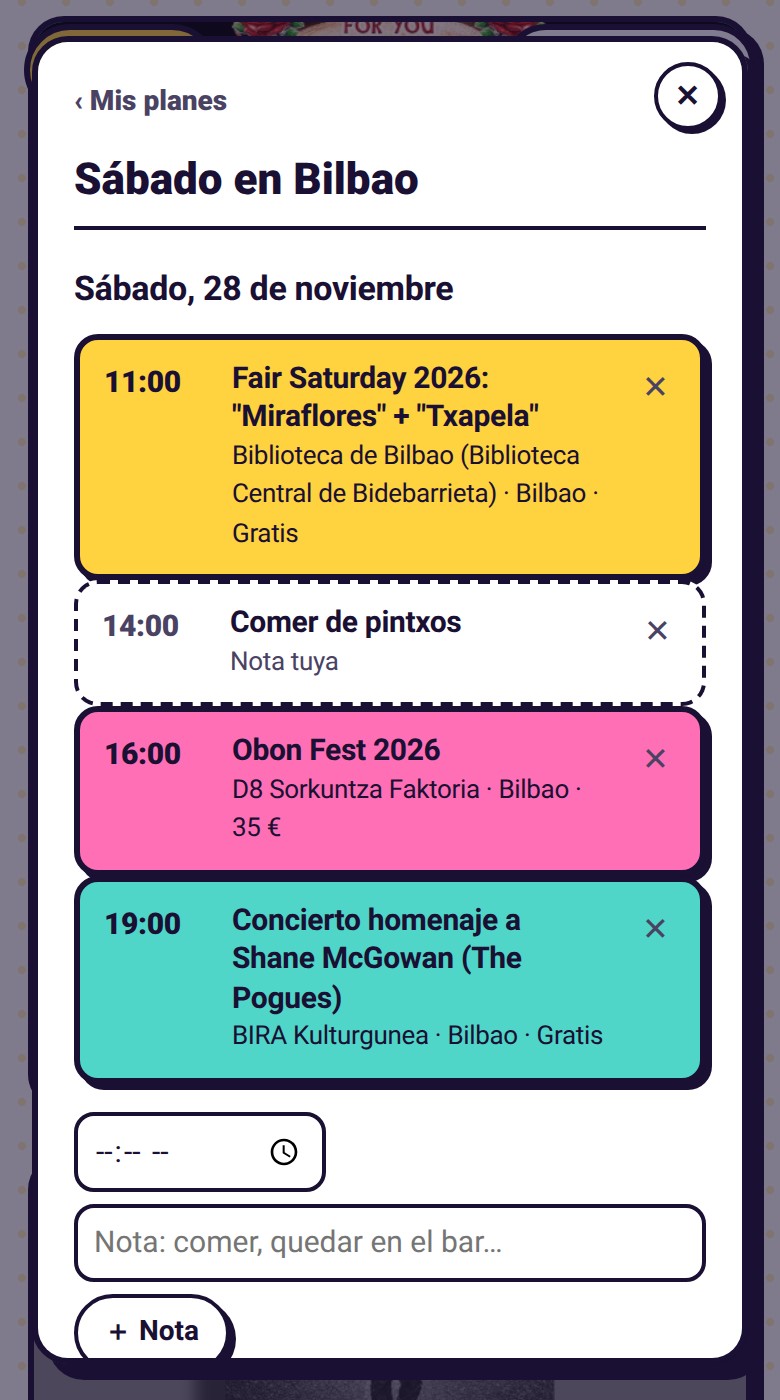 FOR YOU
‹ Mis planes
✕
Sábado en Bilbao
Sábado, 28 de noviembre
11:00
Fair Saturday 2026:
"Miraflores" + "Txapela"
Biblioteca de Bilbao (Biblioteca
Central de Bidebarrieta) · Bilbao ·
Gratis
✕
14:00
Comer de pintxos
Nota tuya
✕
16:00
Obon Fest 2026
D8 Sorkuntza Faktoria · Bilbao ·
35 €
✕
19:00
Concierto homenaje a
Shane McGowan (The
Pogues)
BIRA Kulturgunea · Bilbao · Gratis
✕
--:-- --
Nota: comer, quedar en el bar...
+ Nota